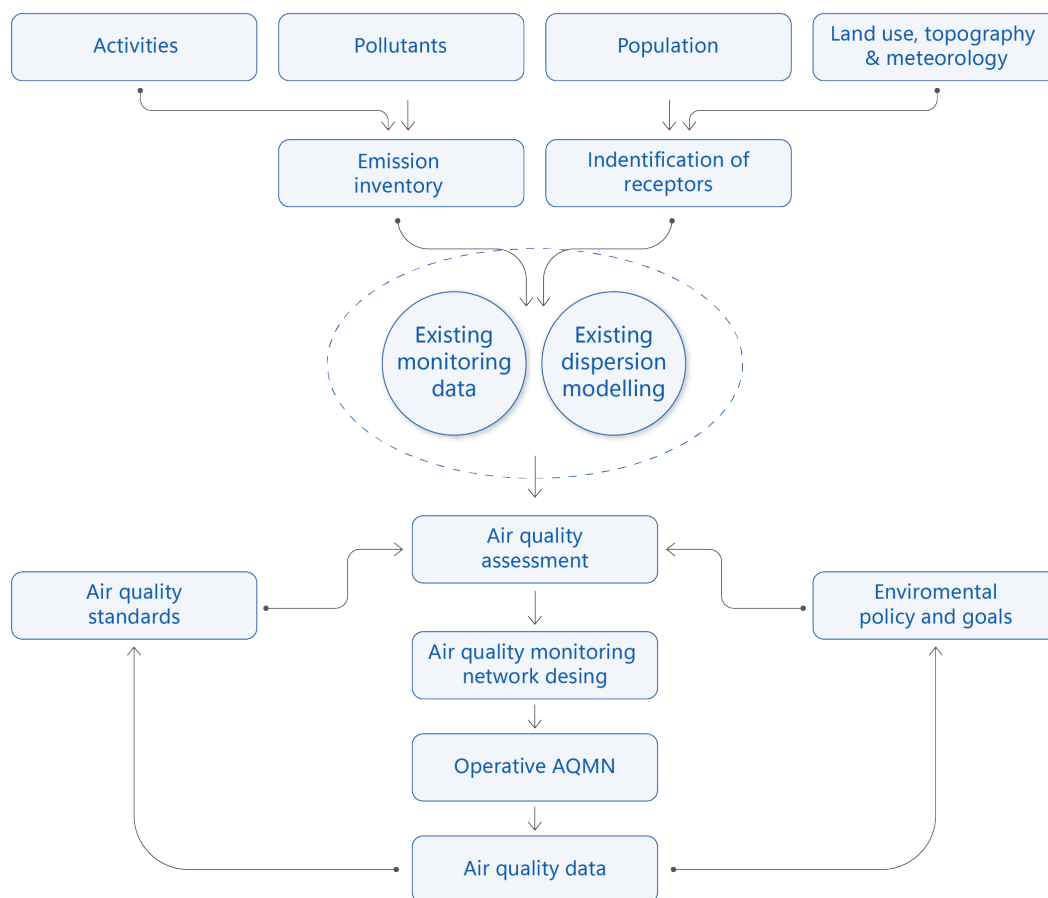 Activities
Pollutants
Population
Land use, topography
& meteorology
Emission
inventory
Indentification of
receptors
Existing
monitoring
data
Existing
dispersion
modelling
Air quality
assessment
Air quality
standards
Enviromental
policy and goals
Air quality monitoring
network desing
Operative AQMN
Air quality data